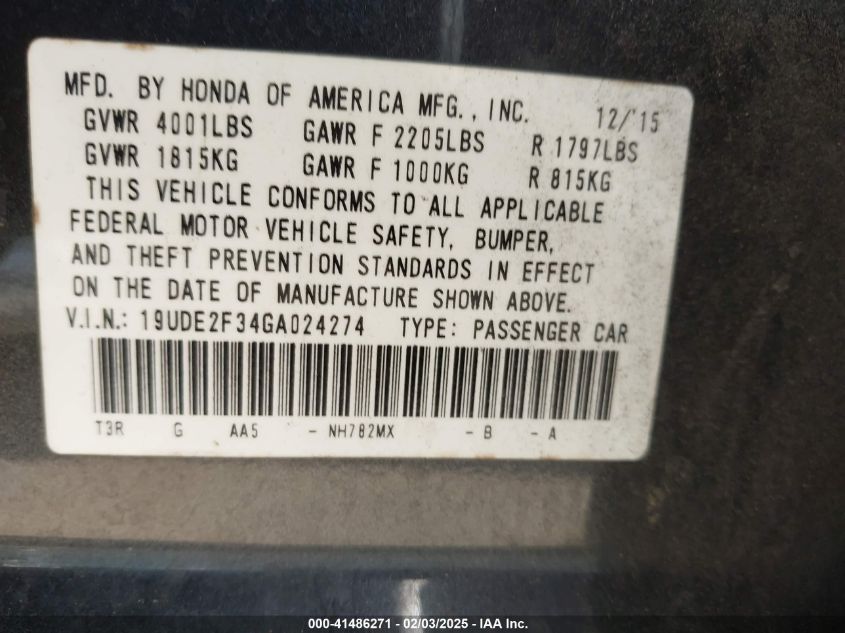 MFD. BY HONDA OF AMERICA MFG., INC. 12/15
GVWR 4001LBS GAWR F 2205LBS R 1797LBS
GVWR 1815KG GAWR F 1000KG R 815KG
THIS VEHICLE CONFORMS TO ALL APPLICABLE
FEDERAL MOTOR VEHICLE SAFETY, BUMPER,
AND THEFT PREVENTION STANDARDS IN EFFECT
ON THE DATE OF MANUFACTURE SHOWN ABOVE.
V.I.N.: 19UDE2F34GA024274 TYPE: PASSENGER CAR
T3R G AA5 - NH782MX - B - A
000-41486271 | 02/03/2025 - IAA Inc.